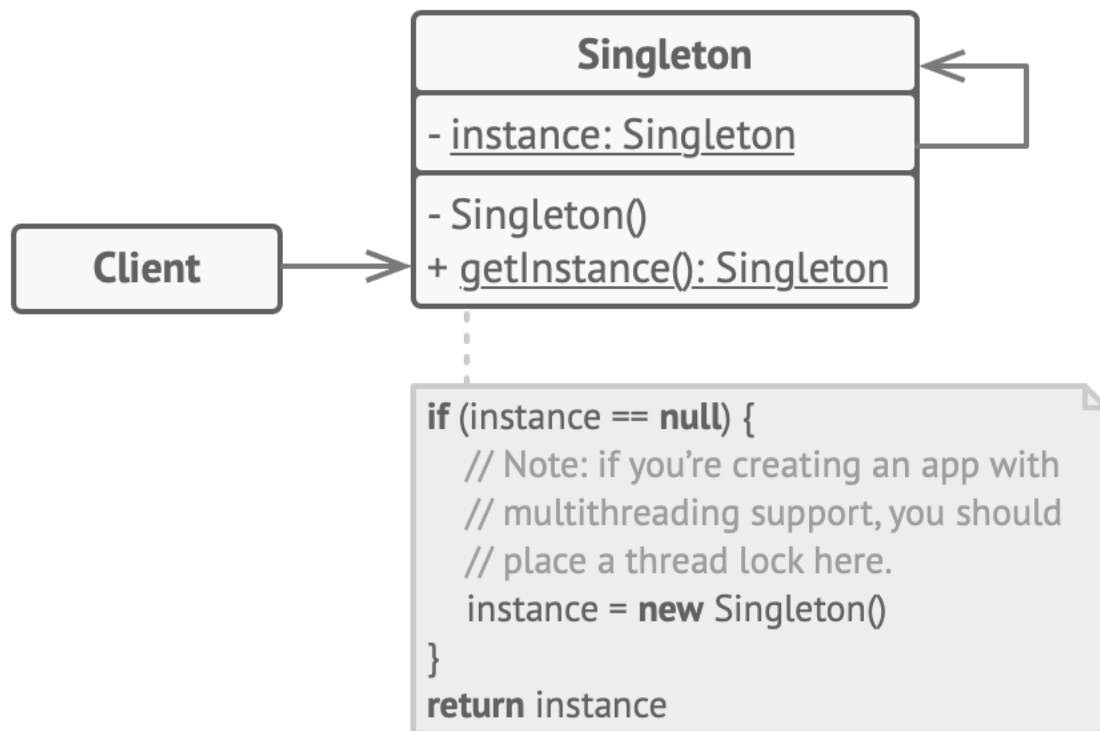 Singleton
- instance: Singleton
- Singleton()
+ getInstance(): Singleton
Client
if (instance == null) {
// Note: if you’re creating an app with
// multithreading support, you should
// place a thread lock here.
instance = new Singleton()
}
return instance